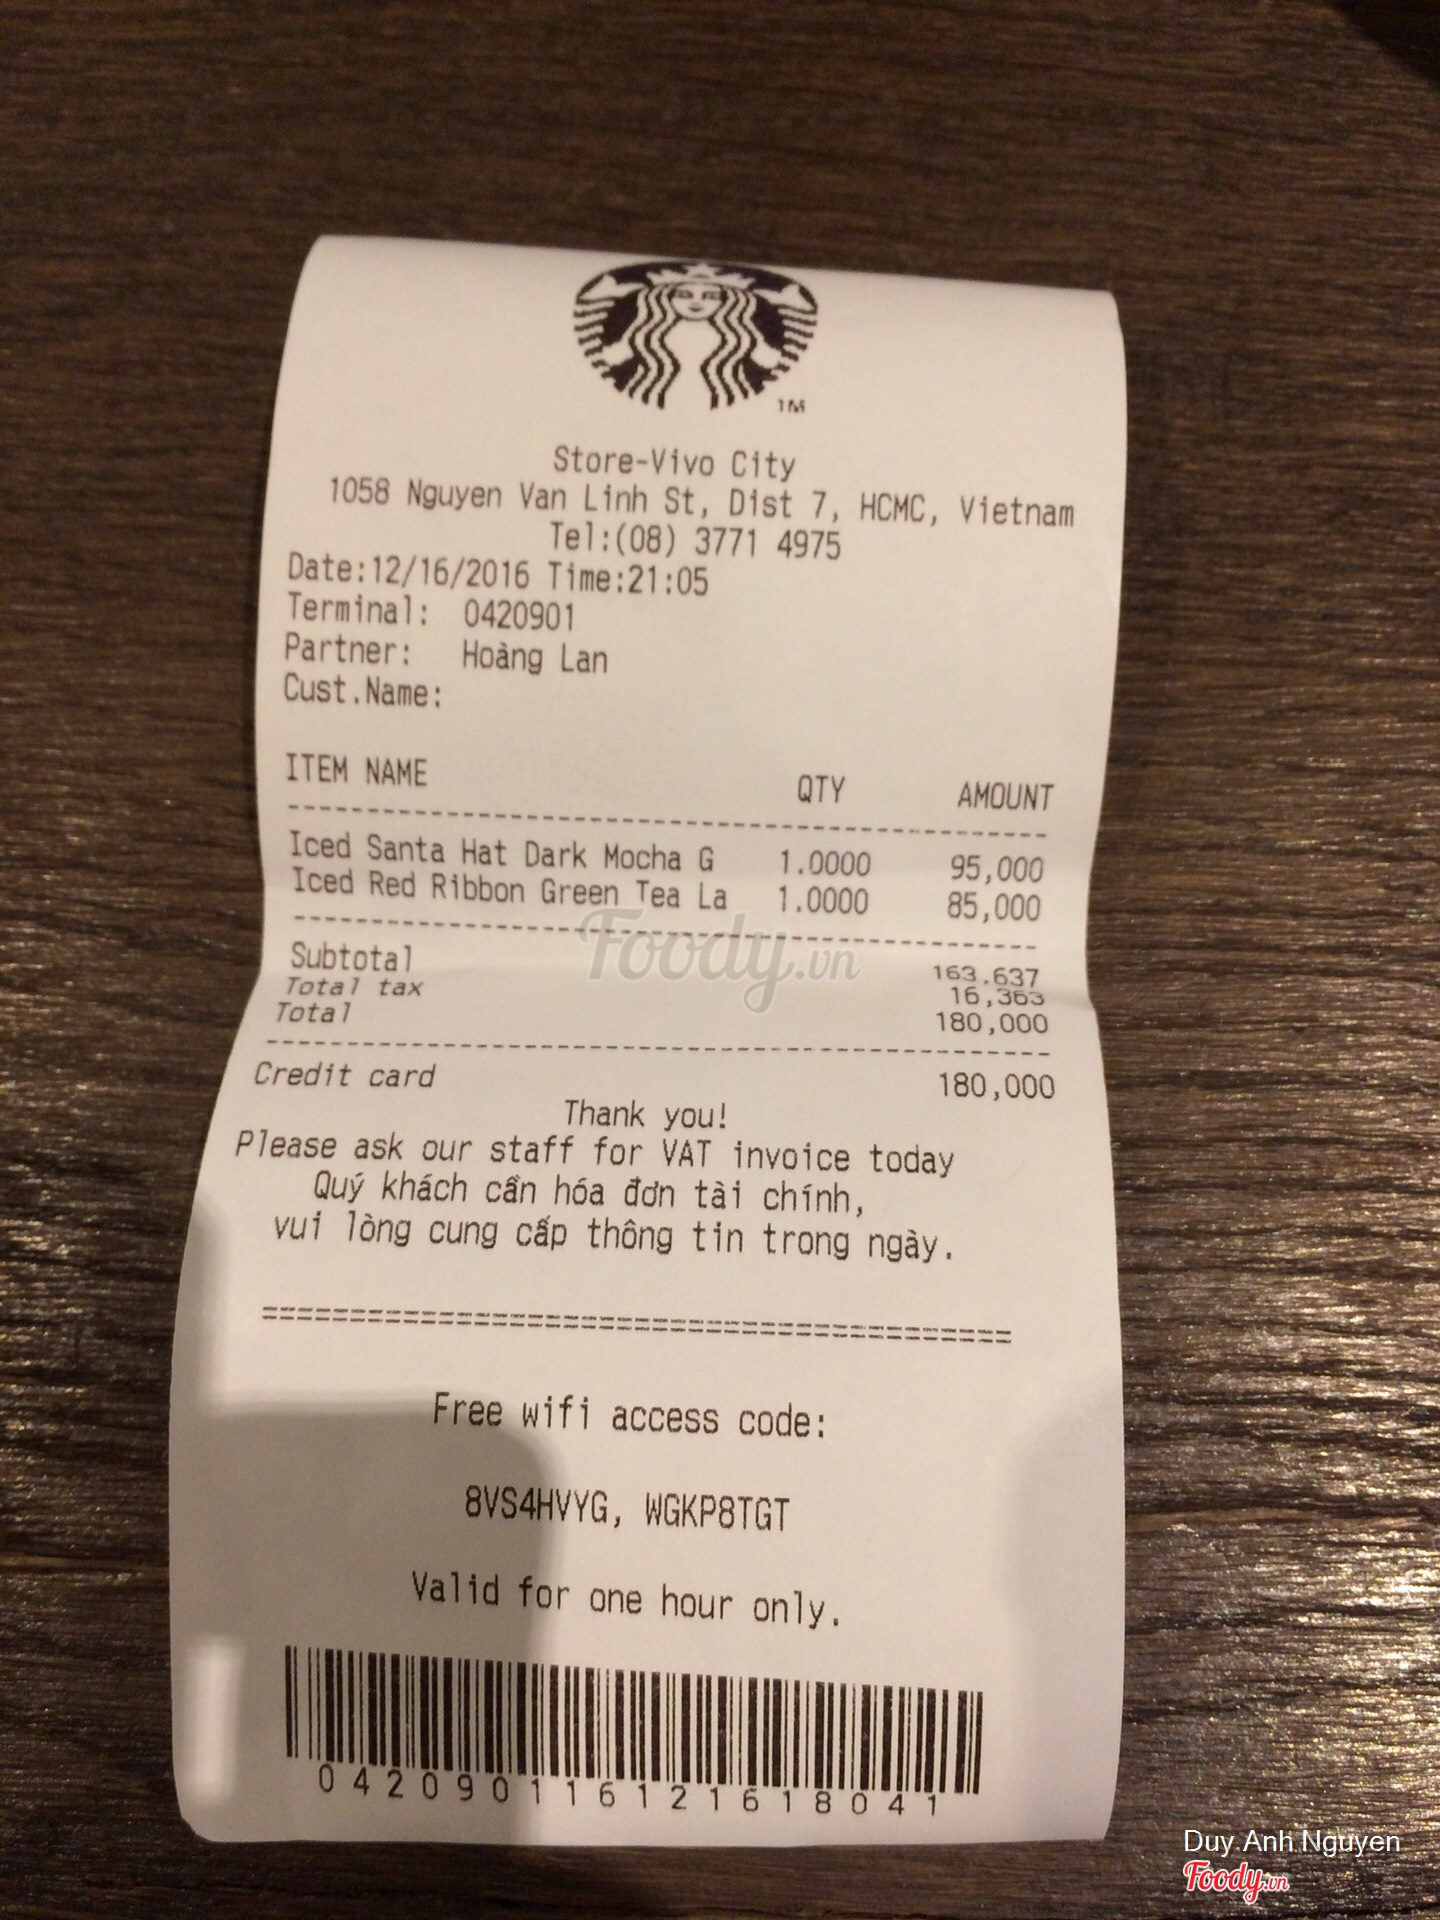 TM
Store-Vivo City
1058 Nguyen Van Linh St, Dist 7, HCMC, Vietnam
Tel:(08) 3771 4975
Date:12/16/2016 Time:21:05
Terminal: 0420901
Partner: Hoàng Lan
Cust.Name:
ITEM NAME QTY AMOUNT
Iced Santa Hat Dark Mocha G 1.0000 95,000
Iced Red Ribbon Green Tea La 1.0000 85,000
Subtotal 163,637
Total tax 16,363
Total 180,000
Credit card 180,000
Thank you!
Please ask our staff for VAT invoice today
Quý khách cần hóa đơn tài chính,
vui lòng cung cấp thông tin trong ngày.
Free wifi access code:
8VS4HVYG, WGKP8TGT
Valid for one hour only.
042090116121618041
Foody.vn
Duy Anh Nguyen
Foody.vn